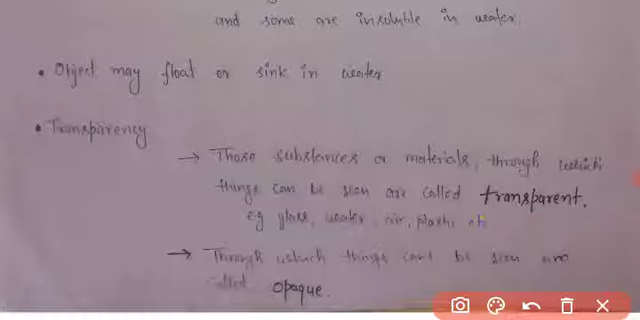 and some are insoluble in water.
• Object may float or sink in water
• Transparency
→ Those substances or materials, through which
things can be seen are called transparent.
e.g glass, water, air, plastic etc
→ Through which things can't be seen are
called opaque.